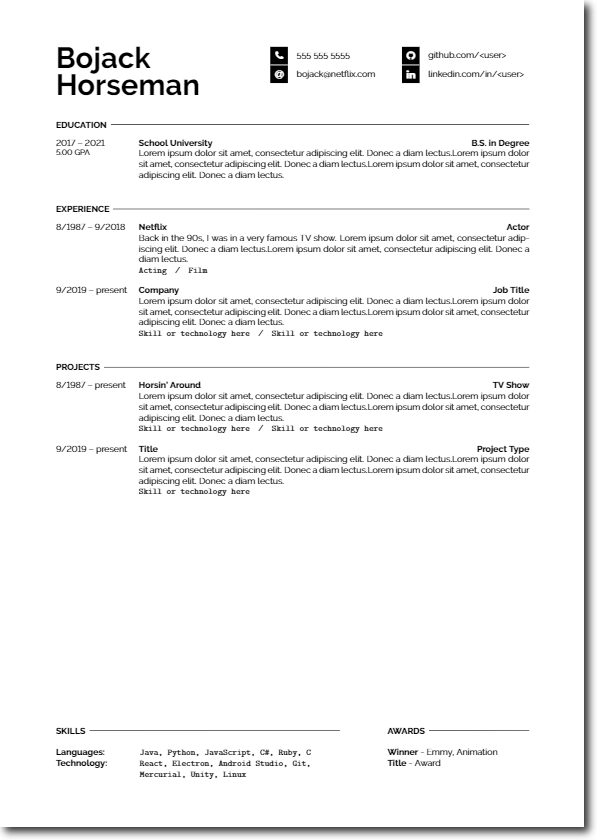 Bojack
Horseman
555 555 5555
github.com/<user>
bojack@netflix.com
linkedin.com/in/<user>
EDUCATION
2017 – 2021 School University B.S. in Degree
5.00 GPA Lorem ipsum dolor sit amet, consectetur adipiscing elit. Donec a diam lectus.Lorem ipsum dolor
sit amet, consectetur adipiscing elit. Donec a diam lectus.Lorem ipsum dolor sit amet, consectetur
adipiscing elit. Donec a diam lectus.
EXPERIENCE
8/1987 – 9/2018 Netflix Actor
Back in the 90s, I was in a very famous TV show. Lorem ipsum dolor sit amet, consectetur adip-
iscing elit. Donec a diam lectus.Lorem ipsum dolor sit amet, consectetur adipiscing elit. Donec a
diam lectus.
Acting / Film
9/2019 – present Company Job Title
Lorem ipsum dolor sit amet, consectetur adipiscing elit. Donec a diam lectus.Lorem ipsum dolor
sit amet, consectetur adipiscing elit. Donec a diam lectus.Lorem ipsum dolor sit amet, consectetur
adipiscing elit. Donec a diam lectus.
Skill or technology here / Skill or technology here
PROJECTS
8/1987 – present Horsin' Around TV Show
Lorem ipsum dolor sit amet, consectetur adipiscing elit. Donec a diam lectus.Lorem ipsum dolor
sit amet, consectetur adipiscing elit. Donec a diam lectus.Lorem ipsum dolor sit amet, consectetur
adipiscing elit. Donec a diam lectus.
Skill or technology here / Skill or technology here
9/2019 – present Title Project Type
Lorem ipsum dolor sit amet, consectetur adipiscing elit. Donec a diam lectus.Lorem ipsum dolor
sit amet, consectetur adipiscing elit. Donec a diam lectus.Lorem ipsum dolor sit amet, consectetur
adipiscing elit. Donec a diam lectus.
Skill or technology here
SKILLS
Languages: Java, Python, JavaScript, C#, Ruby, C
Technology: React, Electron, Android Studio, Git,
Mercurial, Unity, Linux
AWARDS
Winner - Emmy, Animation
Title - Award